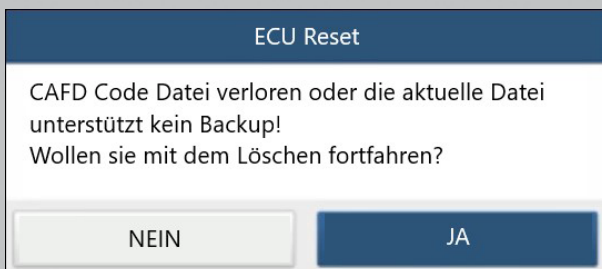 ECU Reset
CAFD Code Datei verloren oder die aktuelle Datei
unterstützt kein Backup!
Wollen sie mit dem Löschen fortfahren?
NEIN
JA